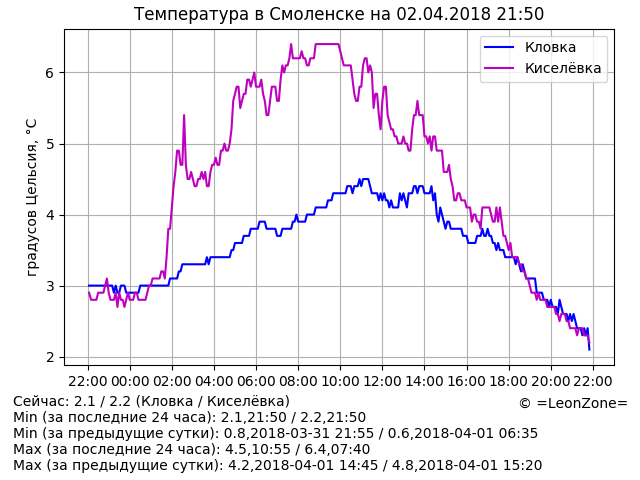 Температура в Смоленске на 02.04.2018 21:50
Кловка
Киселёвка
градусов Цельсия, °C
6
5
4
3
2
22:00 00:00 02:00 04:00 06:00 08:00 10:00 12:00 14:00 16:00 18:00 20:00 22:00
Сейчас: 2.1 / 2.2 (Кловка / Киселёвка)
© =LeonZone=
Min (за последние 24 часа): 2.1,21:50 / 2.2,21:50
Min (за предыдущие сутки): 0.8,2018-03-31 21:55 / 0.6,2018-04-01 06:35
Max (за последние 24 часа): 4.5,10:55 / 6.4,07:40
Max (за предыдущие сутки): 4.2,2018-04-01 14:45 / 4.8,2018-04-01 15:20